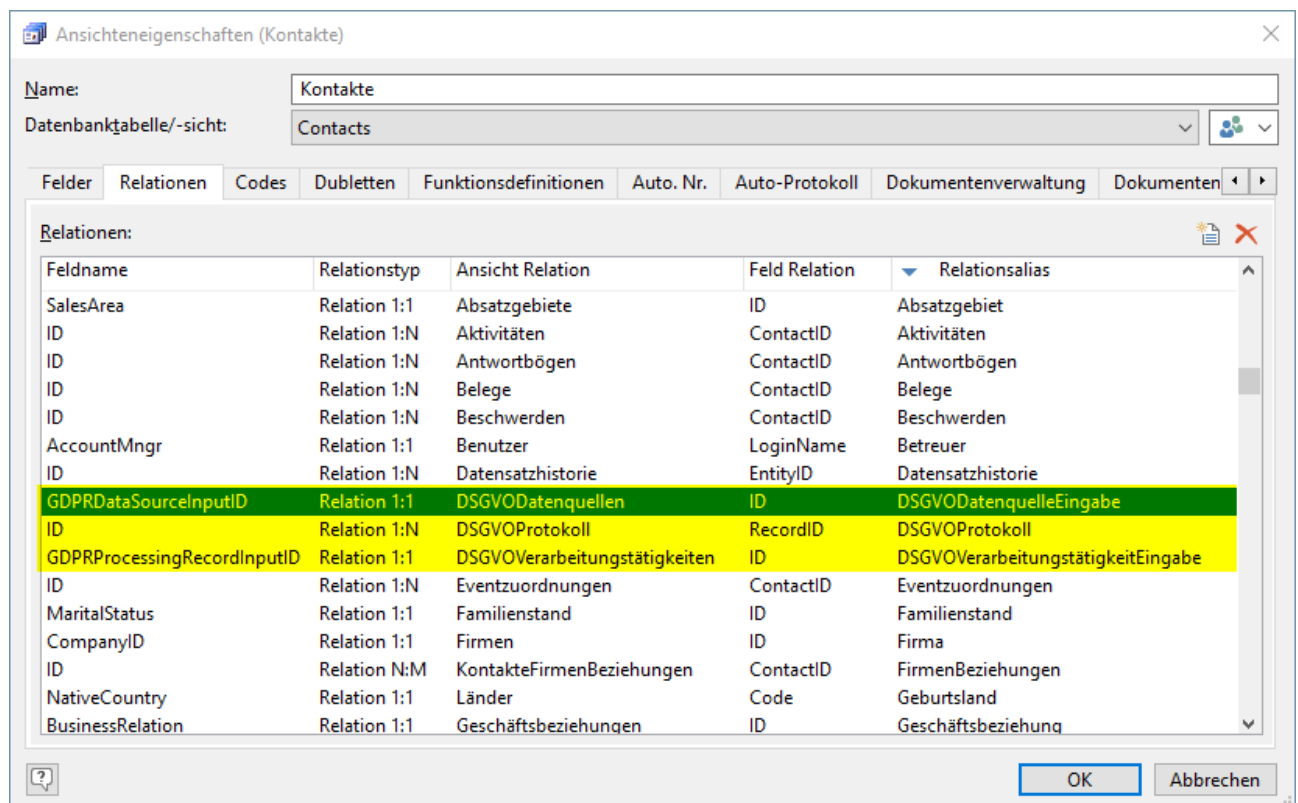 Ansichteneigenschaften (Kontakte)
Name: Kontakte
Datenbanktabelle/-sicht: Contacts
Felder Relationen Codes Dubletten Funktionsdefinitionen Auto. Nr. Auto-Protokoll Dokumentenverwaltung Dokumenten
Relationen:
Feldname Relationstyp Ansicht Relation Feld Relation Relationsalias
SalesArea Relation 1:1 Absatzgebiete ID Absatzgebiet
ID Relation 1:N Aktivitäten ContactID Aktivitäten
ID Relation 1:N Antwortbögen ContactID Antwortbögen
ID Relation 1:N Belege ContactID Belege
ID Relation 1:N Beschwerden ContactID Beschwerden
AccountMngr Relation 1:1 Benutzer LoginName Betreuer
ID Relation 1:N Datensatzhistorie EntityID Datensatzhistorie
GDPRDataSourceInputID Relation 1:1 DSGVODatenquellen ID DSGVODatenquelleEingabe
ID Relation 1:N DSGVOProtokoll RecordID DSGVOProtokoll
GDPRProcessingRecordInputID Relation 1:1 DSGVOVerarbeitungstätigkeiten ID DSGVOVerarbeitungstätigkeitEingabe
ID Relation 1:N Eventzuordnungen ContactID Eventzuordnungen
MaritalStatus Relation 1:1 Familienstand ID Familienstand
CompanyID Relation 1:1 Firmen ID Firma
ID Relation N:M KontakteFirmenBeziehungen ContactID FirmenBeziehungen
NativeCountry Relation 1:1 Länder Code Geburtsland
BusinessRelation Relation 1:1 Geschäftsbeziehungen ID Geschäftsbeziehung
OK Abbrechen